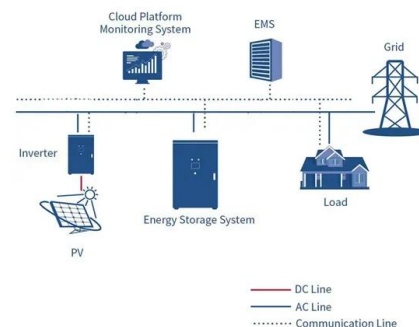 Cloud Platform
Monitoring System
EMS
Grid
Inverter
Energy Storage System
Load
PV
DC Line
AC Line
Communication Line